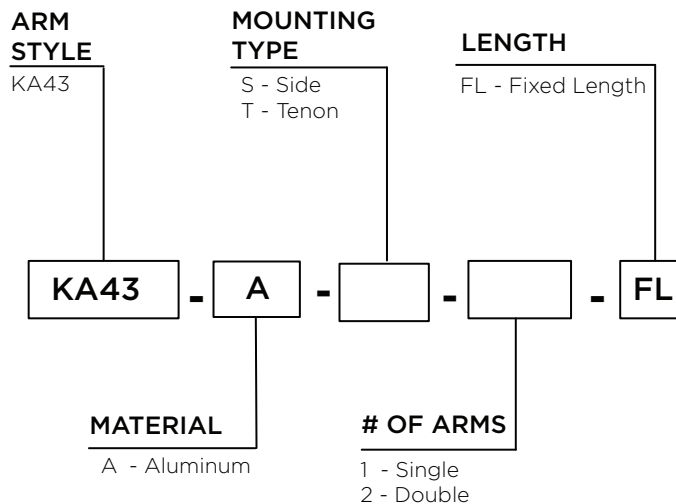 ARM
STYLE
KA43
MOUNTING
TYPE
S - Side
T - Tenon
LENGTH
FL - Fixed Length
KA43 - A - - - FL
MATERIAL
A - Aluminum
# OF ARMS
1 - Single
2 - Double